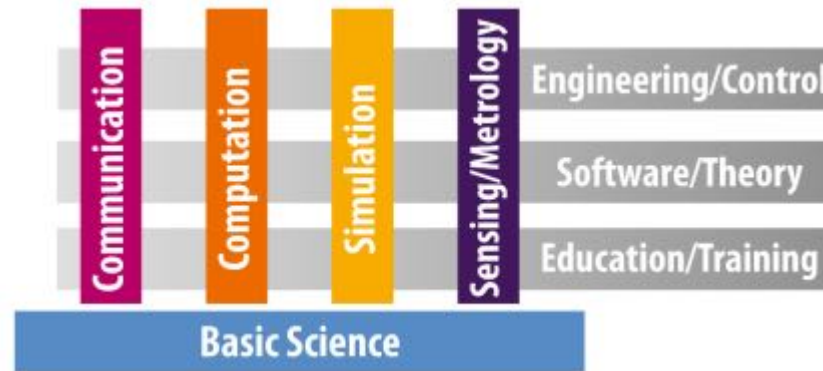 Communication
Computation
Simulation
Sensing/Metrology
Engineering/Control
Software/Theory
Education/Training
Basic Science